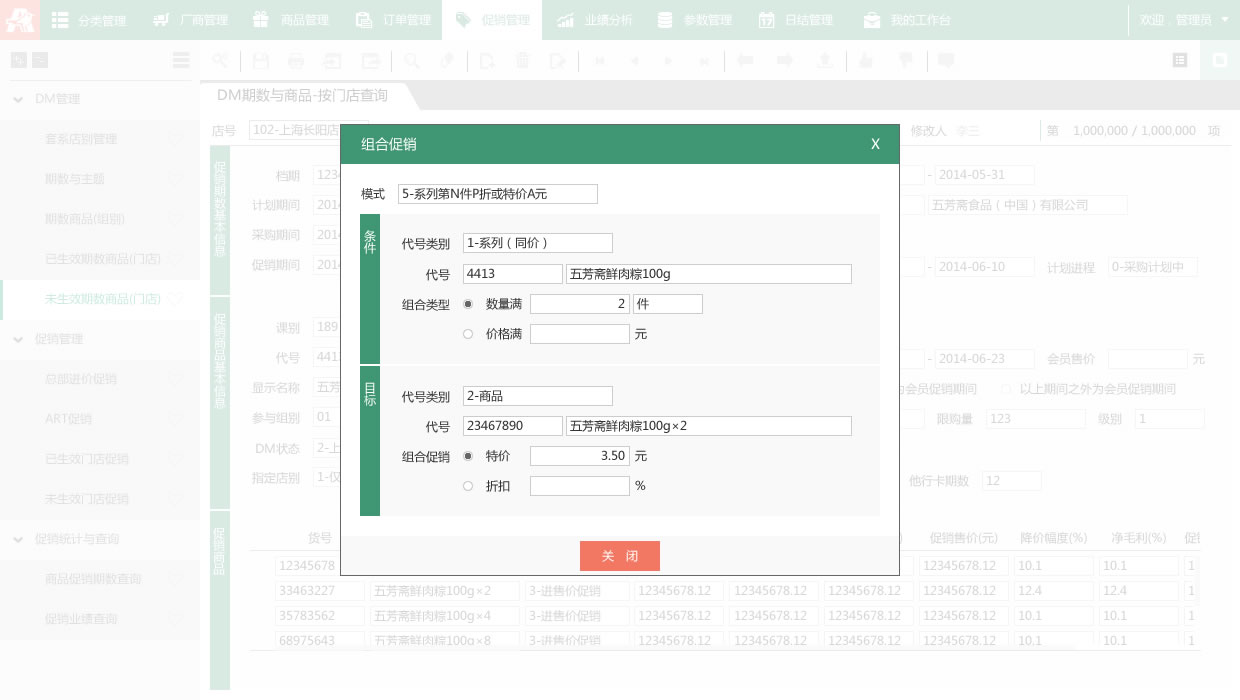 分类管理 厂商管理 商品管理 订单管理 促销管理 业绩分析 参数管理 日结管理 我的工作台 欢迎，管理员
DM管理
套系店别管理
期数与主题
期数商品(组别)
已生效期数商品(门店)
未生效期数商品(门店)
促销管理
总部进价促销
ART促销
已生效门店促销
未生效门店促销
促销统计与查询
商品促销期数查询
促销业绩查询
DM期数与商品-按门店查询
店号 102-上海长阳店 修改人 李三 第 1,000,000 / 1,000,000 项
促销期数基本信息
档期 1234 - 2014-05-31
计划期间 2014 五芳斋食品（中国）有限公司
采购期间 2014
促销期间 2014 - 2014-06-10 计划进程 0-采购计划中
促销商品基本信息
课别 189
代号 4413 - 2014-06-23 会员售价 元
显示名称 五芳 为会员促销期间 以上期间之外为会员促销期间
参与组别 01 限购量 123 级别 1
DM状态 2-上
指定店别 1-仅 他行卡期数 12
促销商品
货号 促销售价(元) 降价幅度(%) 净毛利(%) 促销
12345678 12345678.12 10.1 10.1 1
33463227 五芳斋鲜肉粽100g×2 3-进售价促销 12345678.12 12345678.12 12345678.12 12345678.12 12.4 12.4 1
35783562 五芳斋鲜肉粽100g×4 3-进售价促销 12345678.12 12345678.12 12345678.12 12345678.12 10.1 10.1 1
68975643 五芳斋鲜肉粽100g×8 3-进售价促销 12345678.12 12345678.12 12345678.12 12345678.12 10.1 10.1 1
组合促销 X
模式 5-系列第N件P折或特价A元
条件
代号类别 1-系列（同价）
代号 4413 五芳斋鲜肉粽100g
组合类型 数量满 2 件
价格满 元
目标
代号类别 2-商品
代号 23467890 五芳斋鲜肉粽100g×2
组合促销 特价 3.50 元
折扣 %
关 闭